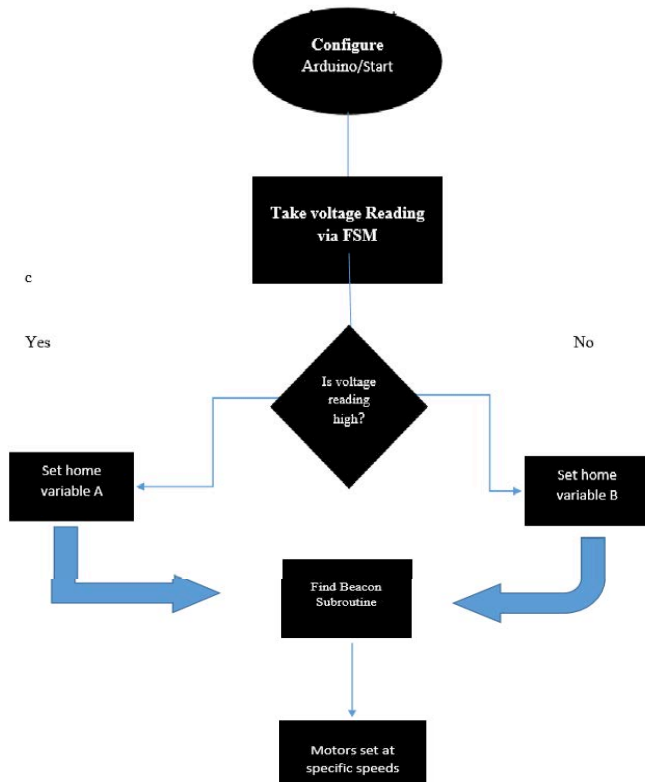 Configure
Arduino/Start
Take voltage Reading
via FSM
c
Yes
No
Is voltage
reading
high?
Set home
variable A
Set home
variable B
Find Beacon
Subroutine
Motors set at
specific speeds